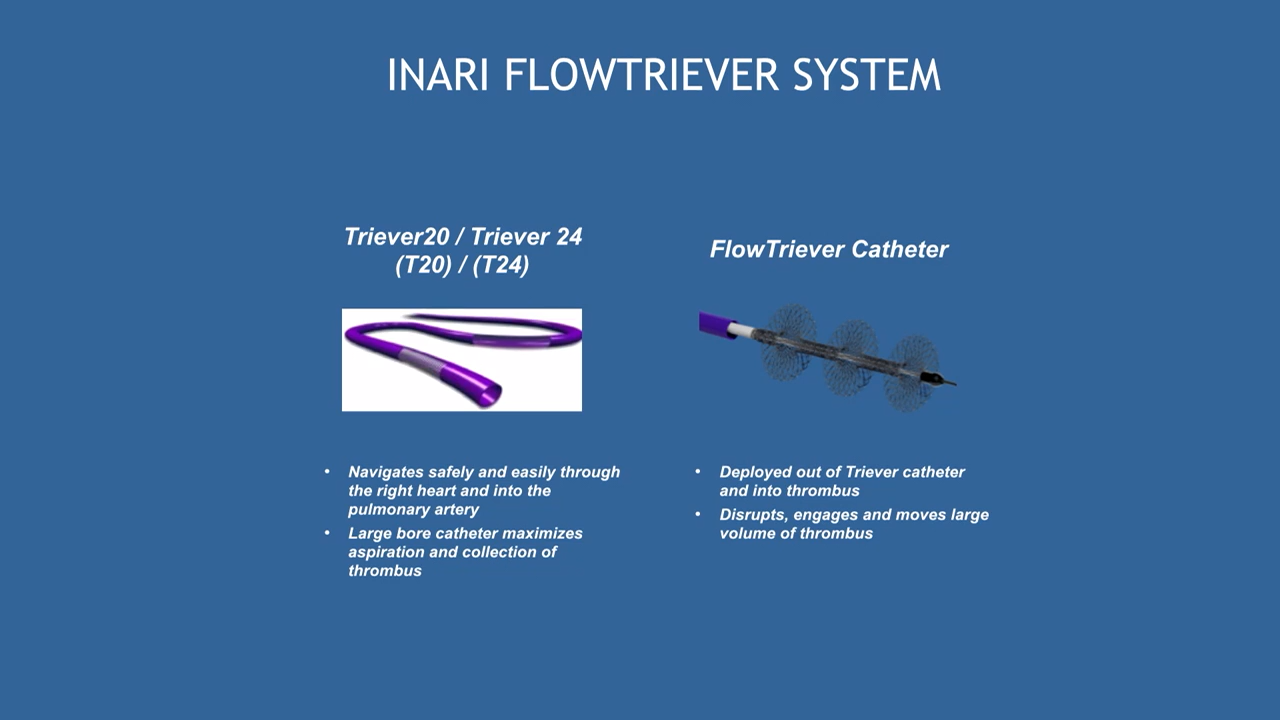 INARI FLOWTRIEVER SYSTEM
Triever20 / Triever 24
(T20) / (T24)
• Navigates safely and easily through
the right heart and into the
pulmonary artery
• Large bore catheter maximizes
aspiration and collection of
thrombus
FlowTriever Catheter
• Deployed out of Triever catheter
and into thrombus
• Disrupts, engages and moves large
volume of thrombus